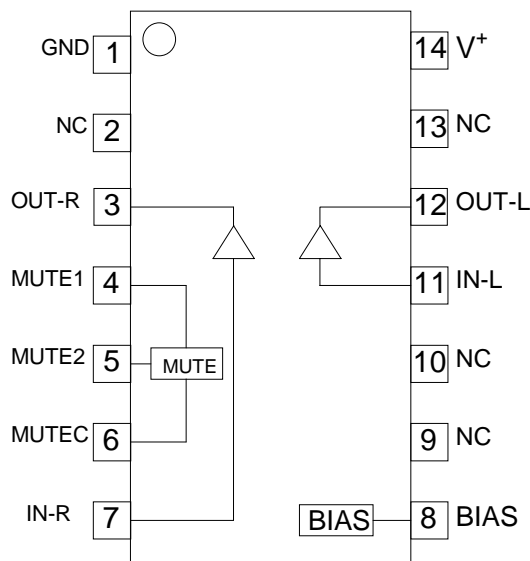 GND 1
NC 2
OUT-R 3
MUTE1 4
MUTE2 5
MUTEC 6
IN-R 7
MUTE
14 V⁺
13 NC
12 OUT-L
11 IN-L
10 NC
9 NC
BIAS 8 BIAS